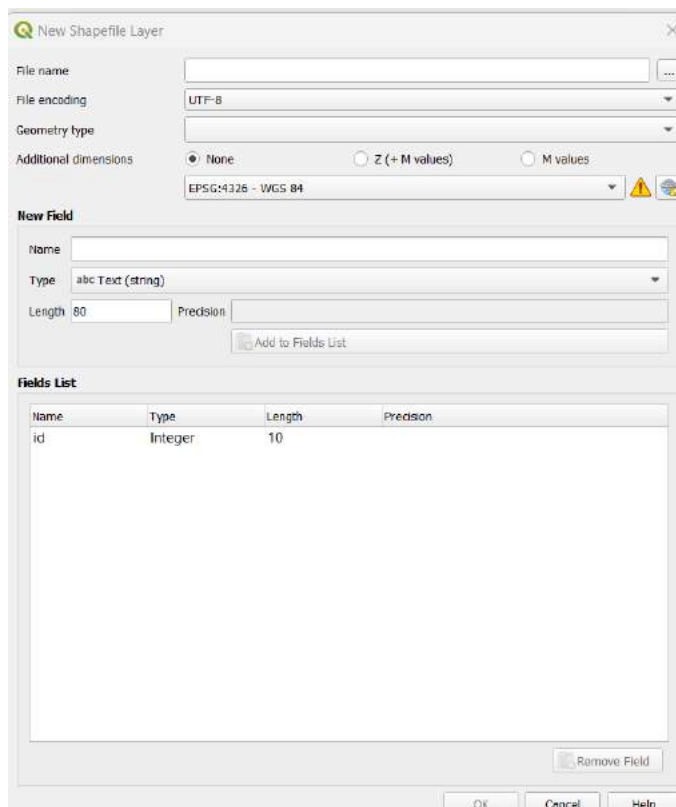 New Shapefile Layer
File name
...
File encoding UTF-8
Geometry type
Additional dimensions None Z (+ M values) M values
EPSG:4326 - WGS 84
New Field
Name
Type abc Text (string)
Length 80 Precision
Add to Fields List
Fields List
Name Type Length Precision
id Integer 10
Remove Field
OK Cancel Help